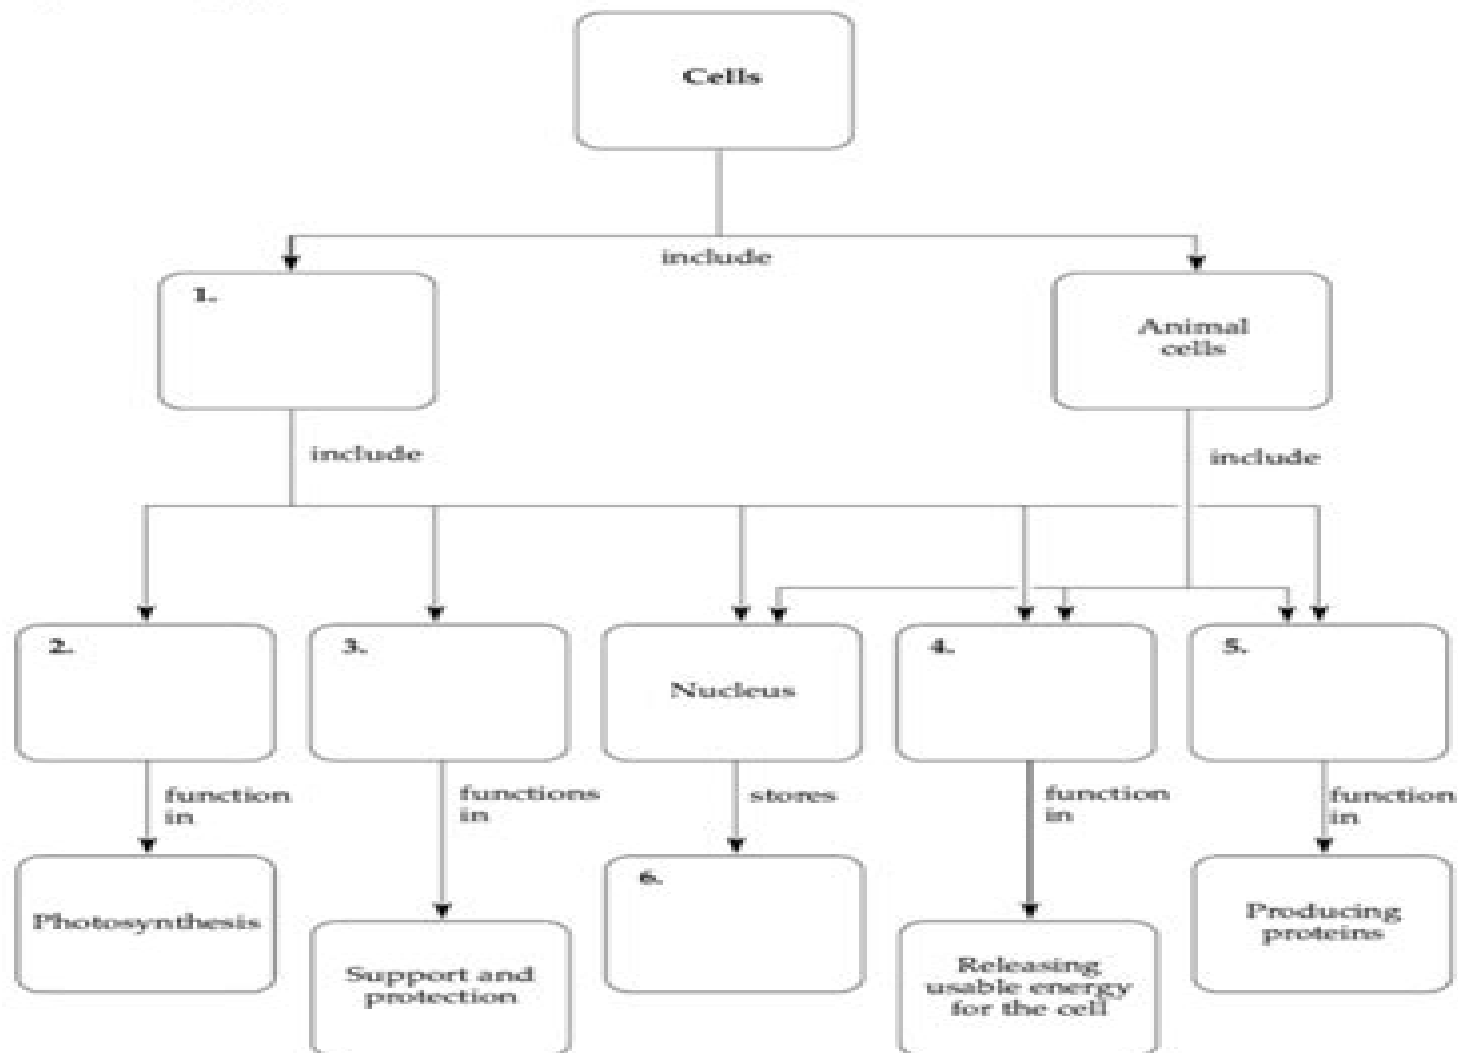 Cells
include
1.
Animal
cells
include
include
2.
3.
Nucleus
4.
5.
function
in
functions
in
stores
function
in
function
in
Photosynthesis
Support and
protection
6.
Releasing
usable energy
for the cell
Producing
proteins